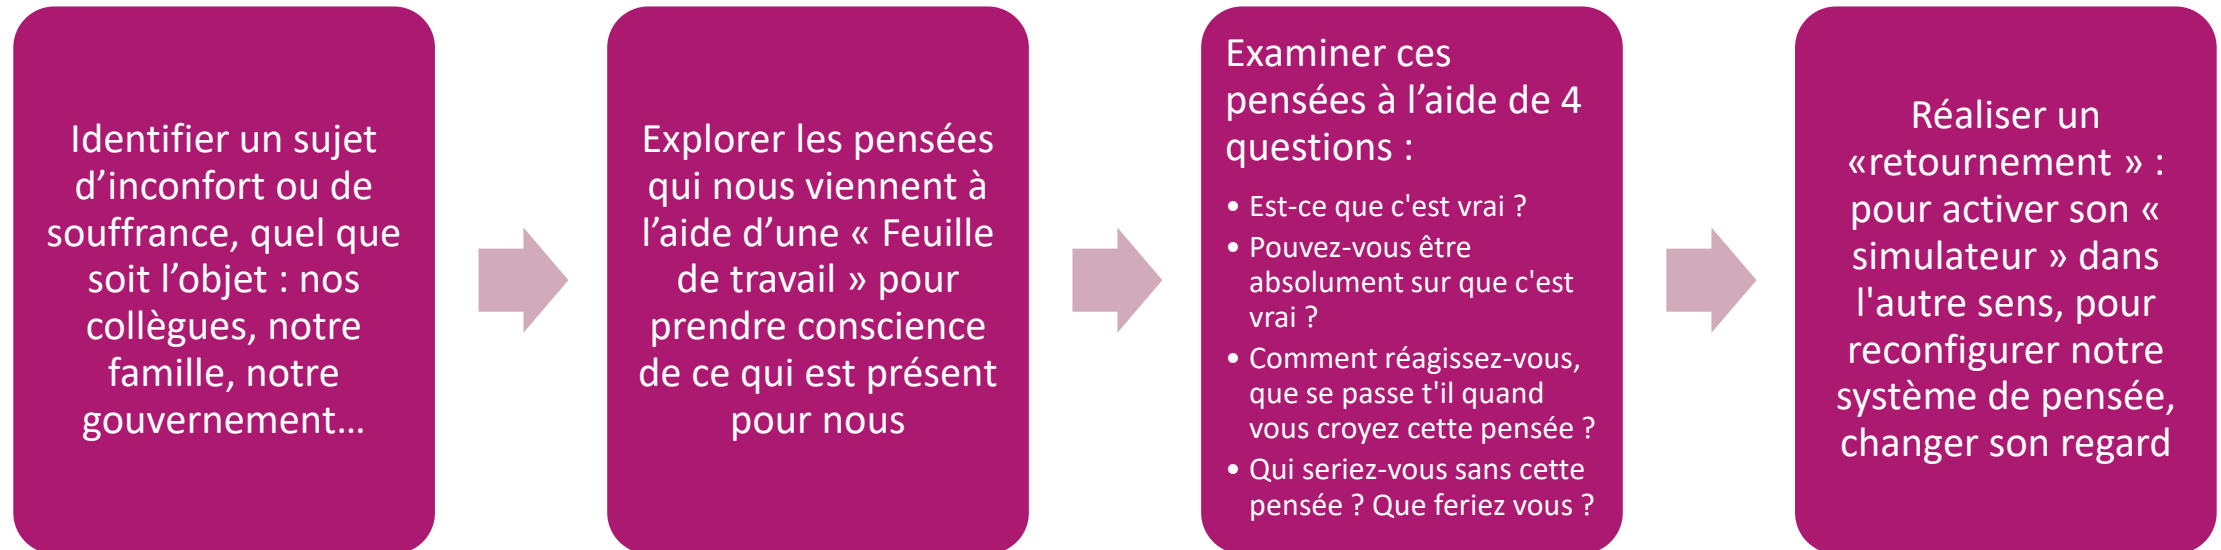 Identifier un sujet
d’inconfort ou de
souffrance, quel que
soit l’objet : nos
collègues, notre
famille, notre
gouvernement…
Explorer les pensées
qui nous viennent à
l’aide d’une « Feuille
de travail » pour
prendre conscience
de ce qui est présent
pour nous
Examiner ces
pensées à l’aide de 4
questions :
• Est-ce que c'est vrai ?
• Pouvez-vous être
absolument sur que c'est
vrai ?
• Comment réagissez-vous,
que se passe t'il quand
vous croyez cette pensée ?
• Qui seriez-vous sans cette
pensée ? Que feriez vous ?
Réaliser un
«retournement » :
pour activer son «
simulateur » dans
l'autre sens, pour
reconfigurer notre
système de pensée,
changer son regard